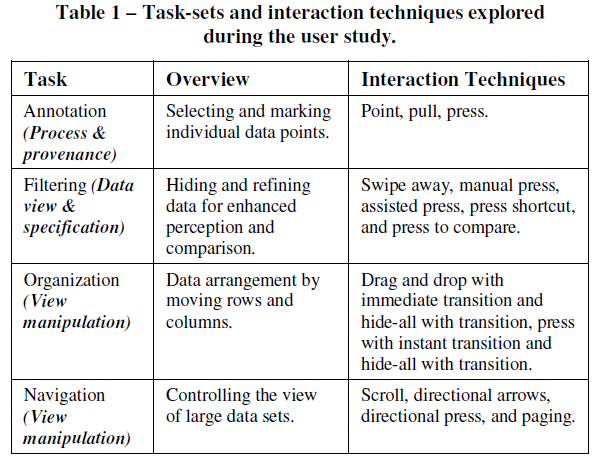 Table 1 – Task-sets and interaction techniques explored
during the user study.
Task
Overview
Interaction Techniques
Annotation
(Process &
provenance)
Selecting and marking
individual data points.
Point, pull, press.
Filtering (Data
view &
specification)
Hiding and refining
data for enhanced
perception and
comparison.
Swipe away, manual press,
assisted press, press shortcut,
and press to compare.
Organization
(View
manipulation)
Data arrangement by
moving rows and
columns.
Drag and drop with
immediate transition and
hide-all with transition, press
with instant transition and
hide-all with transition.
Navigation
(View
manipulation)
Controlling the view
of large data sets.
Scroll, directional arrows,
directional press, and paging.